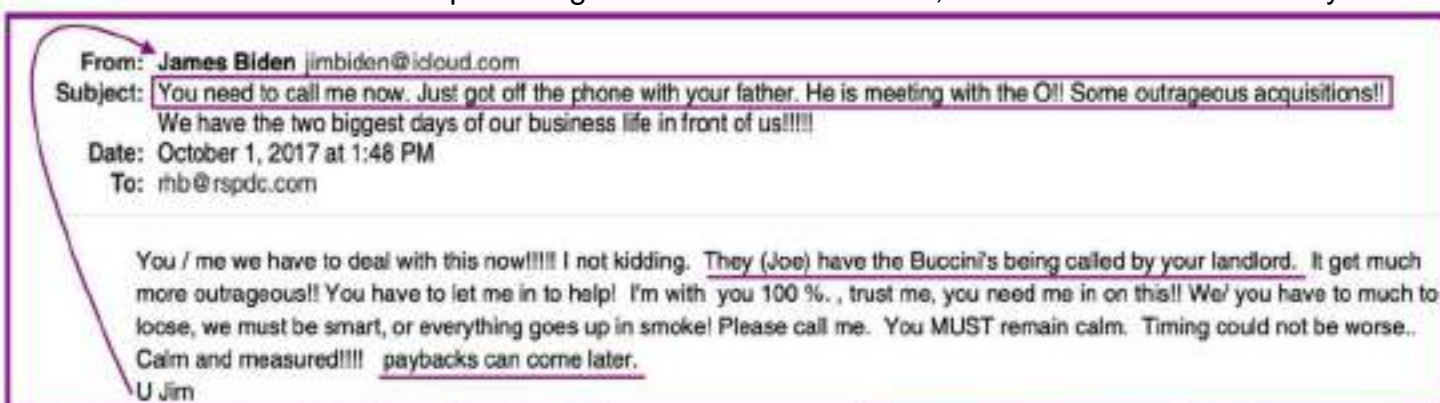 From: James Biden jimbiden@icloud.com
Subject: You need to call me now. Just got off the phone with your father. He is meeting with the O!! Some outrageous acquisitions!!
We have the two biggest days of our business life in front of us!!!!!
Date: October 1, 2017 at 1:48 PM
To: rhb@rspdc.com
You / me we have to deal with this now!!!!! I not kidding. They (Joe) have the Buccini's being called by your landlord. It get much
more outrageous!! You have to let me in to help! I'm with you 100 %. , trust me, you need me in on this!! We/ you have to much to
loose, we must be smart, or everything goes up in smoke! Please call me. You MUST remain calm. Timing could not be worse..
Calm and measured!!!! paybacks can come later.
U Jim